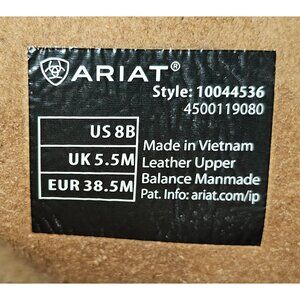 ARIAT®
Style: 10044536
4500119080
US 8B
UK 5.5M
EUR 38.5M
Made in Vietnam
Leather Upper
Balance Manmade
Pat. Info: ariat.com/ip